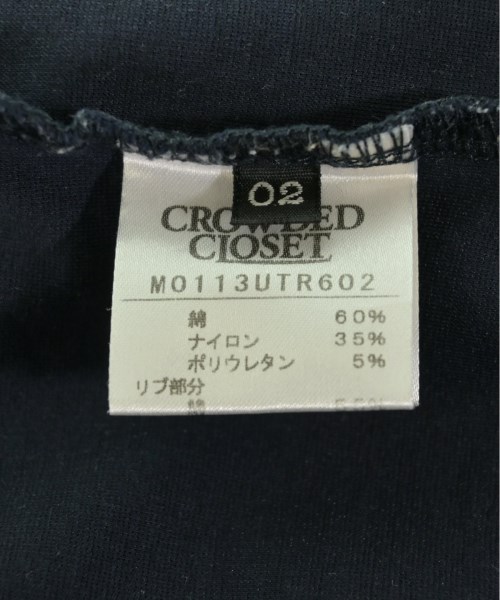 02
CROWDED
CLOSET
M0113UTR602
綿 60%
ナイロン 35%
ポリウレタン 5%
リブ部分